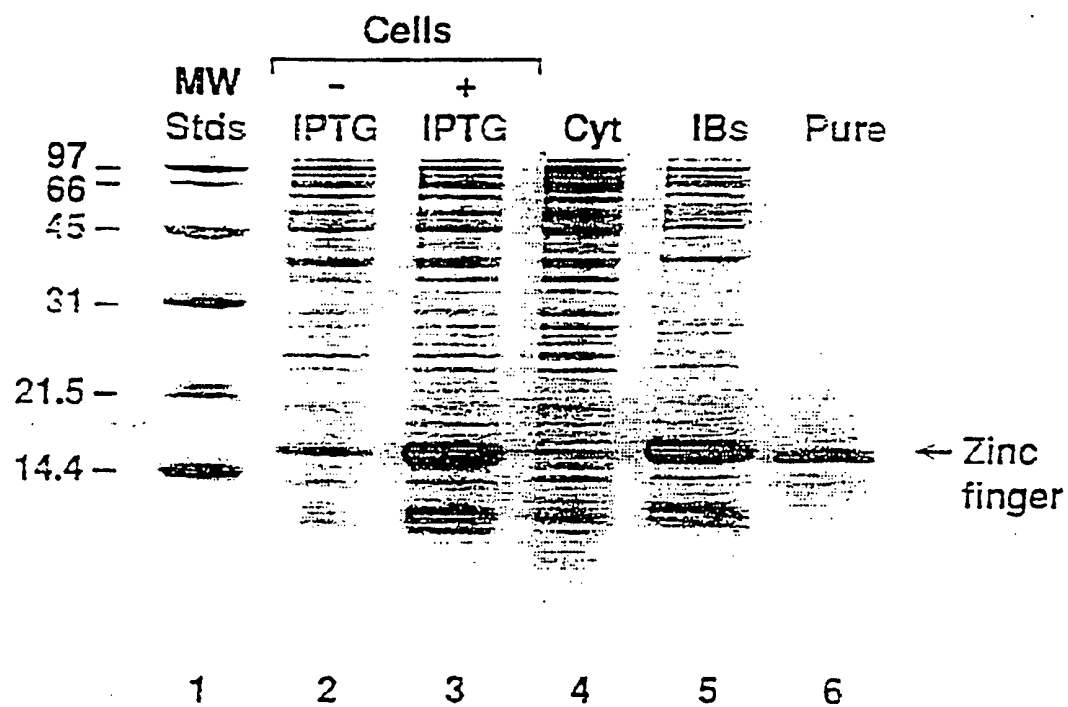 Cells
MW - +
Stds IPTG IPTG Cyt IBs Pure
97
66
45
31
21.5
14.4
← Zinc
finger
1 2 3 4 5 6